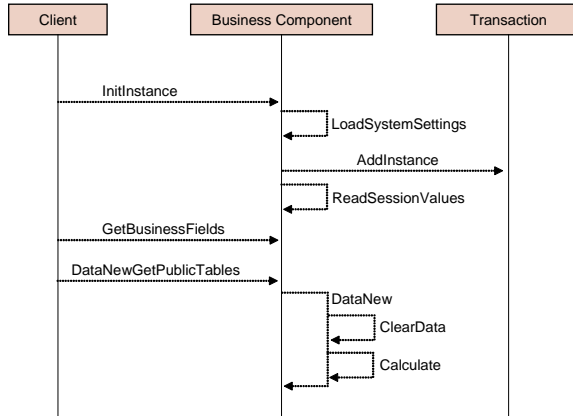 Client
Business Component
Transaction
InitInstance
LoadSystemSettings
AddInstance
ReadSessionValues
GetBusinessFields
DataNewGetPublicTables
DataNew
ClearData
Calculate